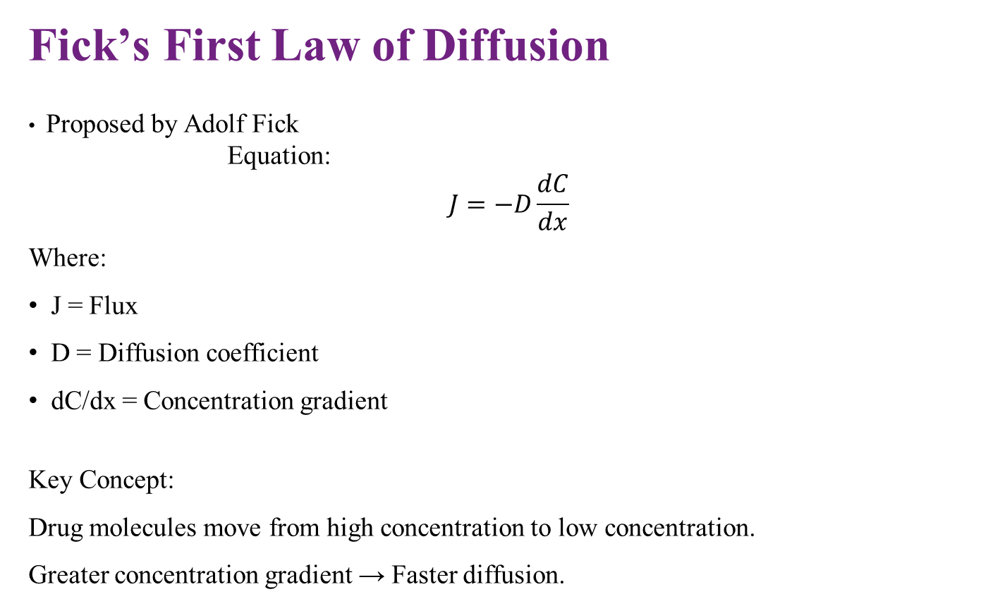 Fick’s First Law of Diffusion
• Proposed by Adolf Fick
Equation:
J = −D dC/dx
Where:
• J = Flux
• D = Diffusion coefficient
• dC/dx = Concentration gradient
Key Concept:
Drug molecules move from high concentration to low concentration.
Greater concentration gradient → Faster diffusion.